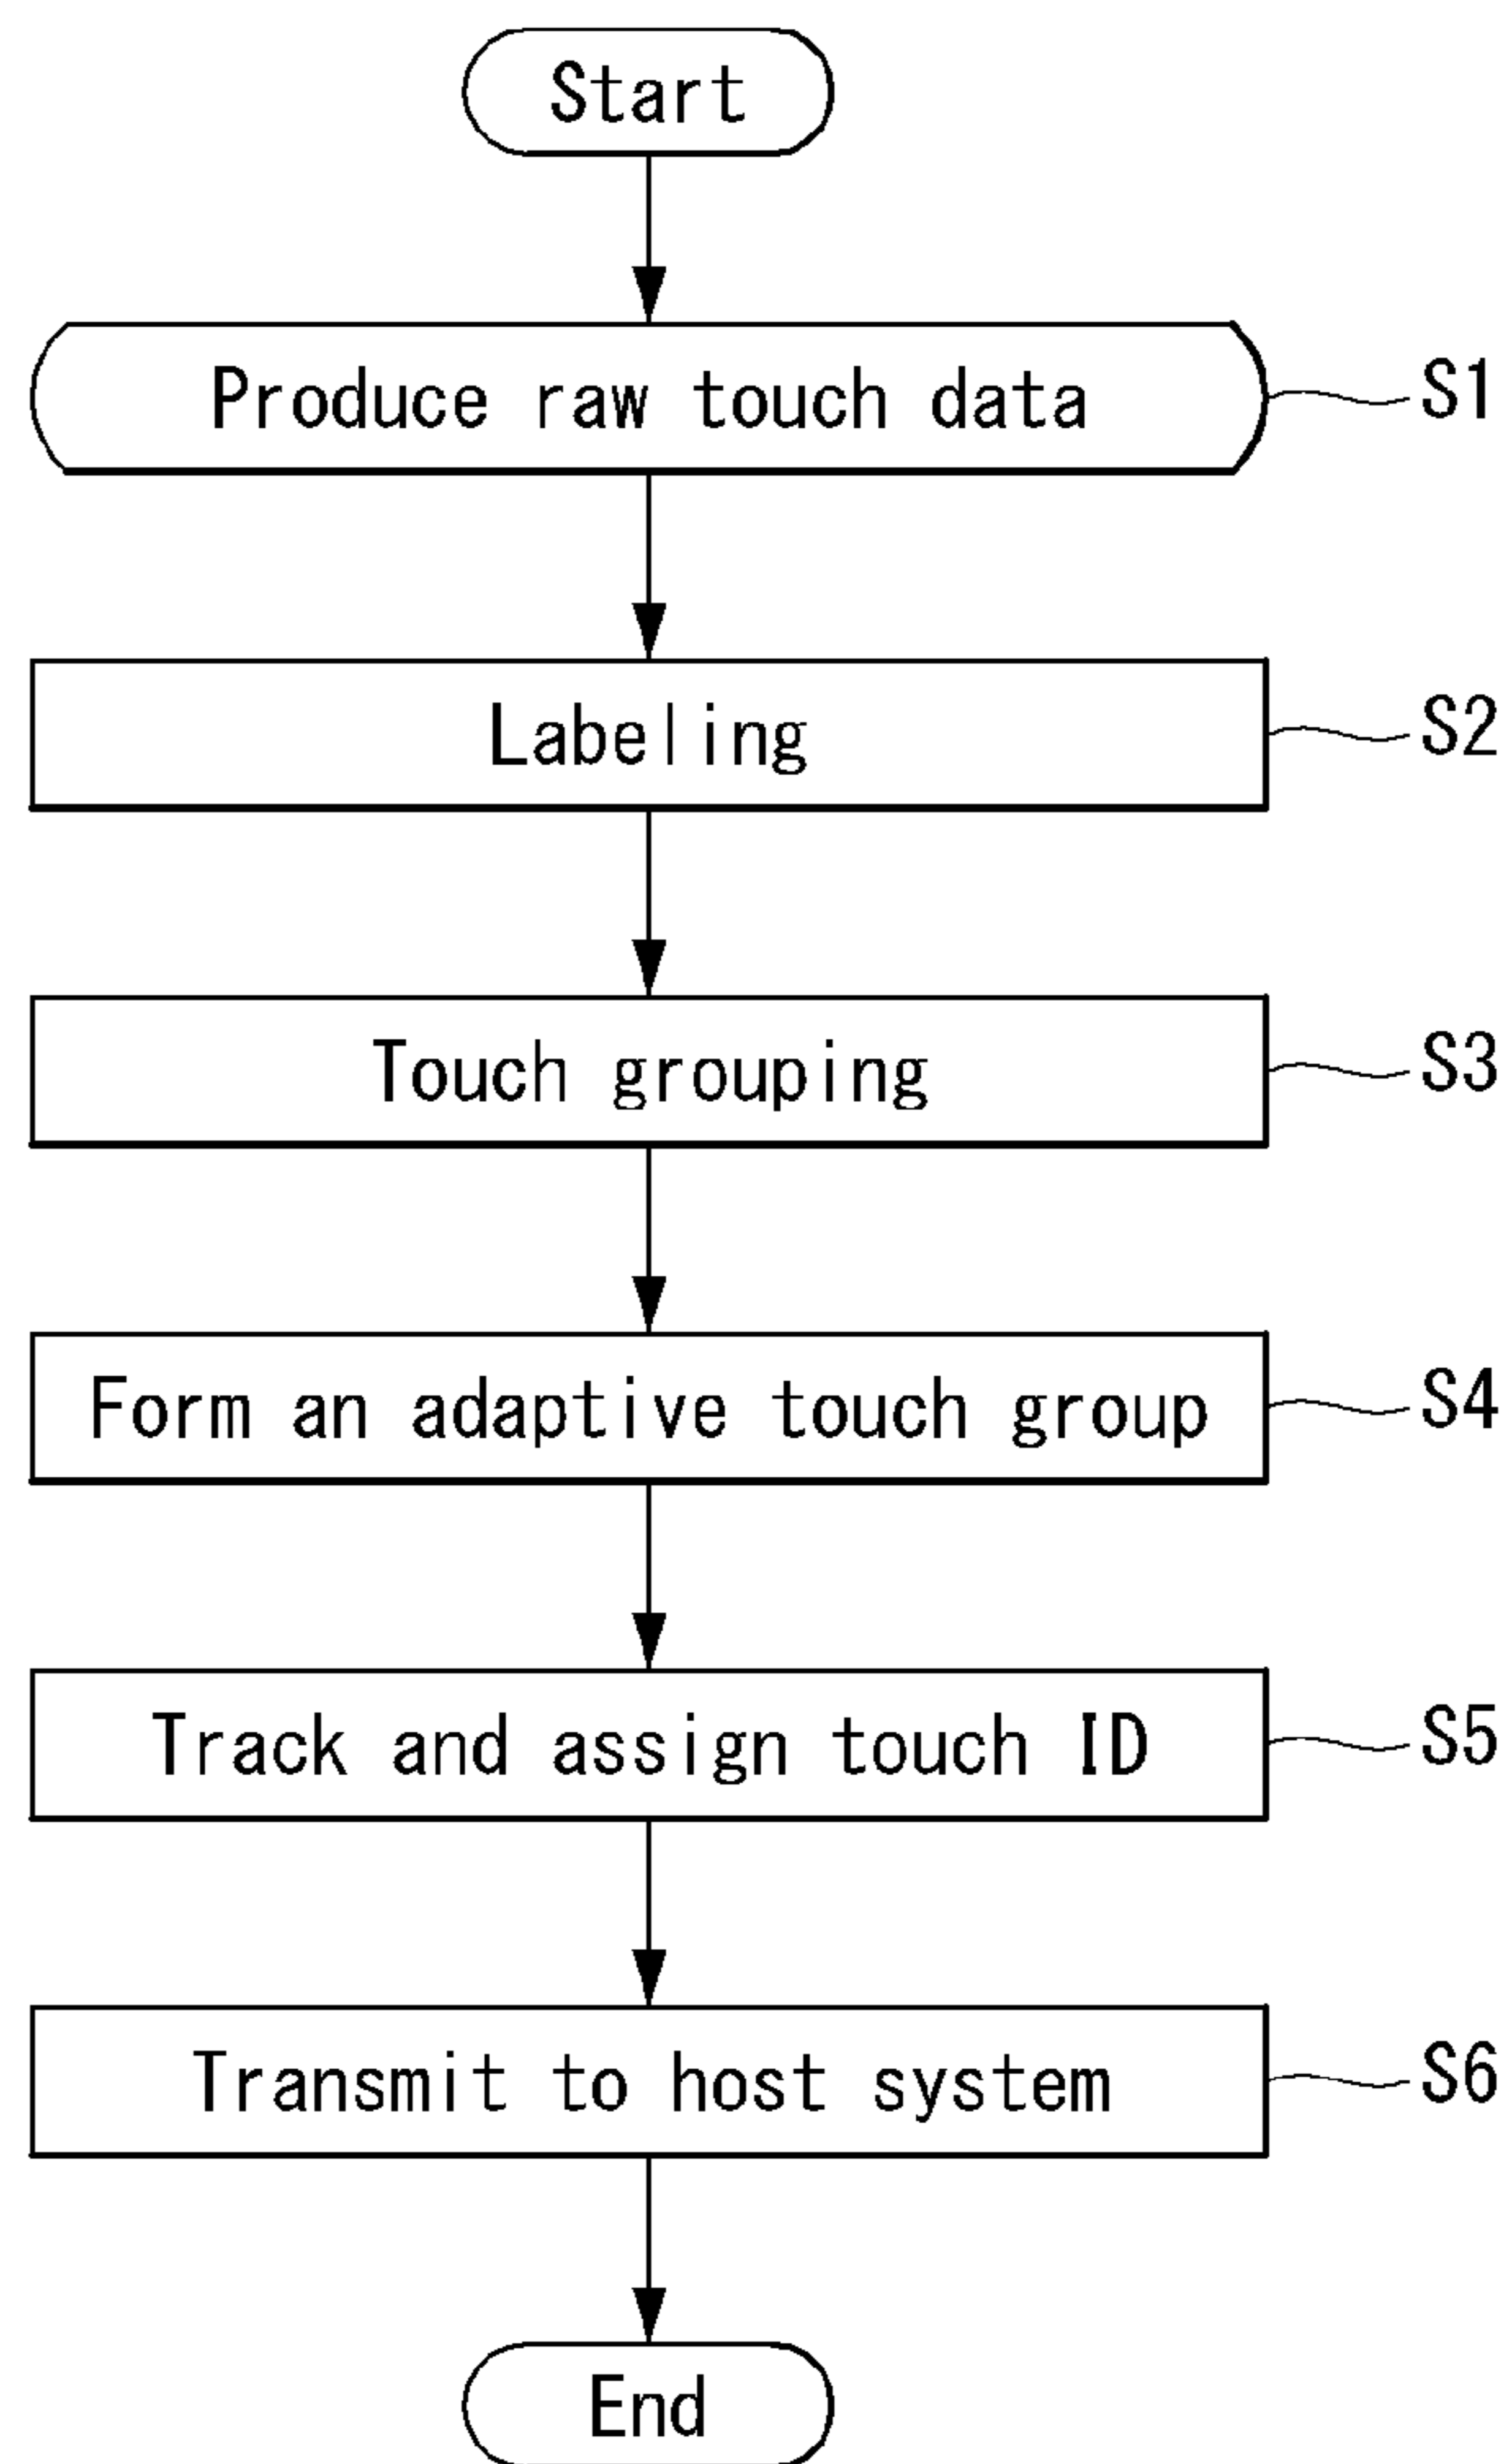 Start
Produce raw touch data S1
Labeling S2
Touch grouping S3
Form an adaptive touch group S4
Track and assign touch ID S5
Transmit to host system S6
End